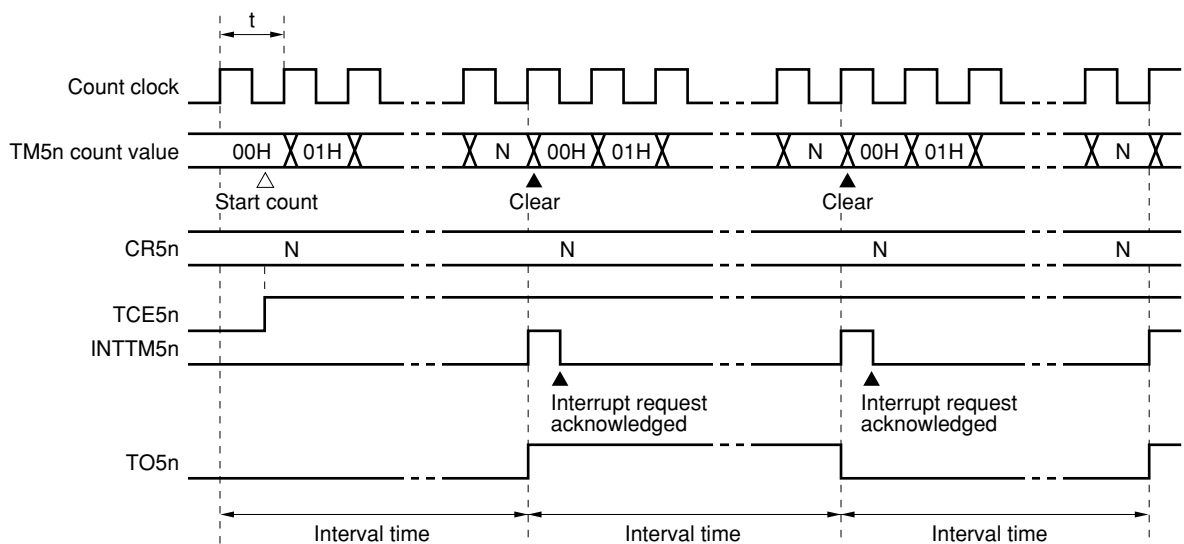 t
Count clock
TM5n count value
00H 01H N 00H 01H N 00H 01H N
Start count Clear Clear
CR5n N N N N
TCE5n
INTTM5n
Interrupt request
acknowledged
Interrupt request
acknowledged
TO5n
Interval time Interval time Interval time